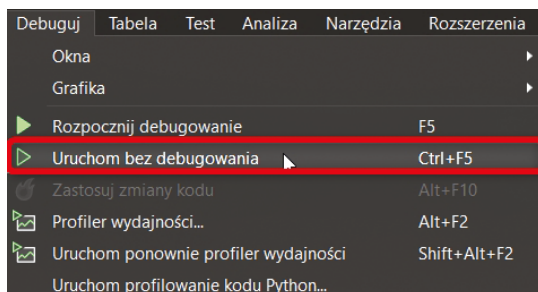 Debuguj Tabela Test Analiza Narzędzia Rozszerzenia
Okna
Grafika
Rozpocznij debugowanie F5
Uruchom bez debugowania Ctrl+F5
Zastosuj zmiany kodu Alt+F10
Profiler wydajności... Alt+F2
Uruchom ponownie profiler wydajności Shift+Alt+F2
Uruchom profilowanie kodu Python...